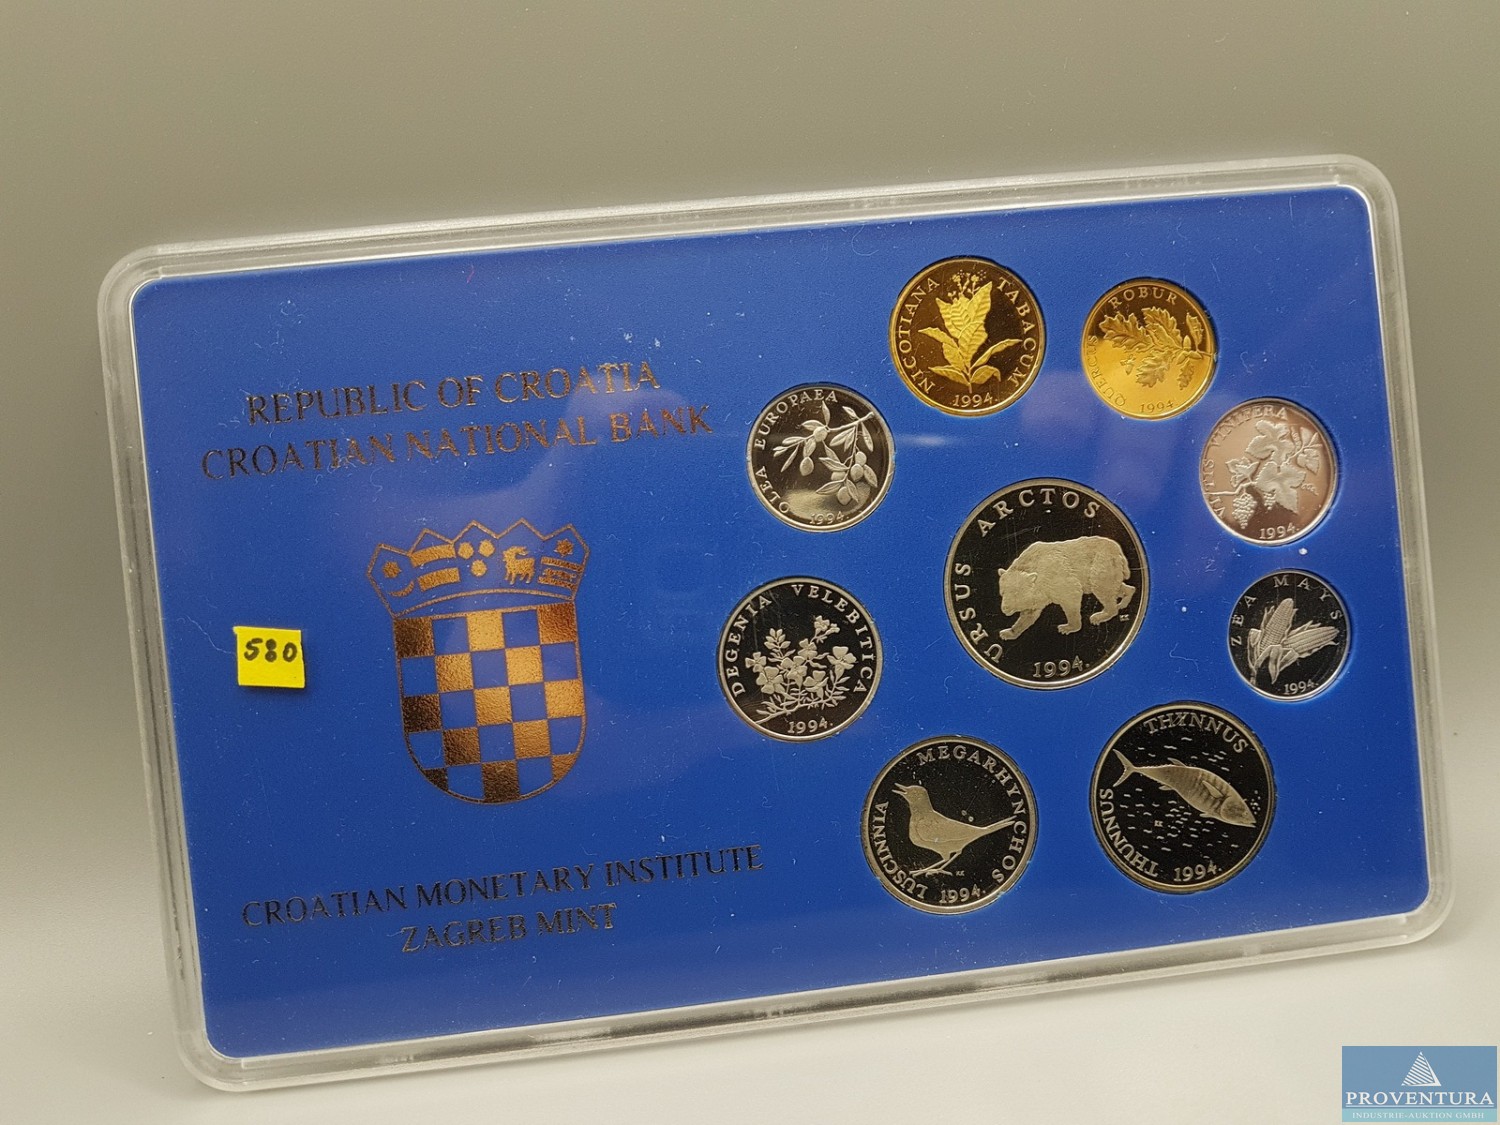 REPUBLIC OF CROATIA
CROATIAN NATIONAL BANK
580
CROATIAN MONETARY INSTITUTE
ZAGREB MINT
NICOTIANA TABACUM
1994.
QUERCUS ROBUR
1994.
OLEA EUROPAEA
1994.
VITIS VINIFERA
1994.
URSUS ARCTOS
1994.
DEGENIA VELEBITICA
1994.
ZEA MAYS
1994.
LUSCINNIA MEGARHYNCHOS
1994.
THUNNUS THYNNUS
1994.
PROVENTURA
INDUSTRIE-AUKTION GMBH